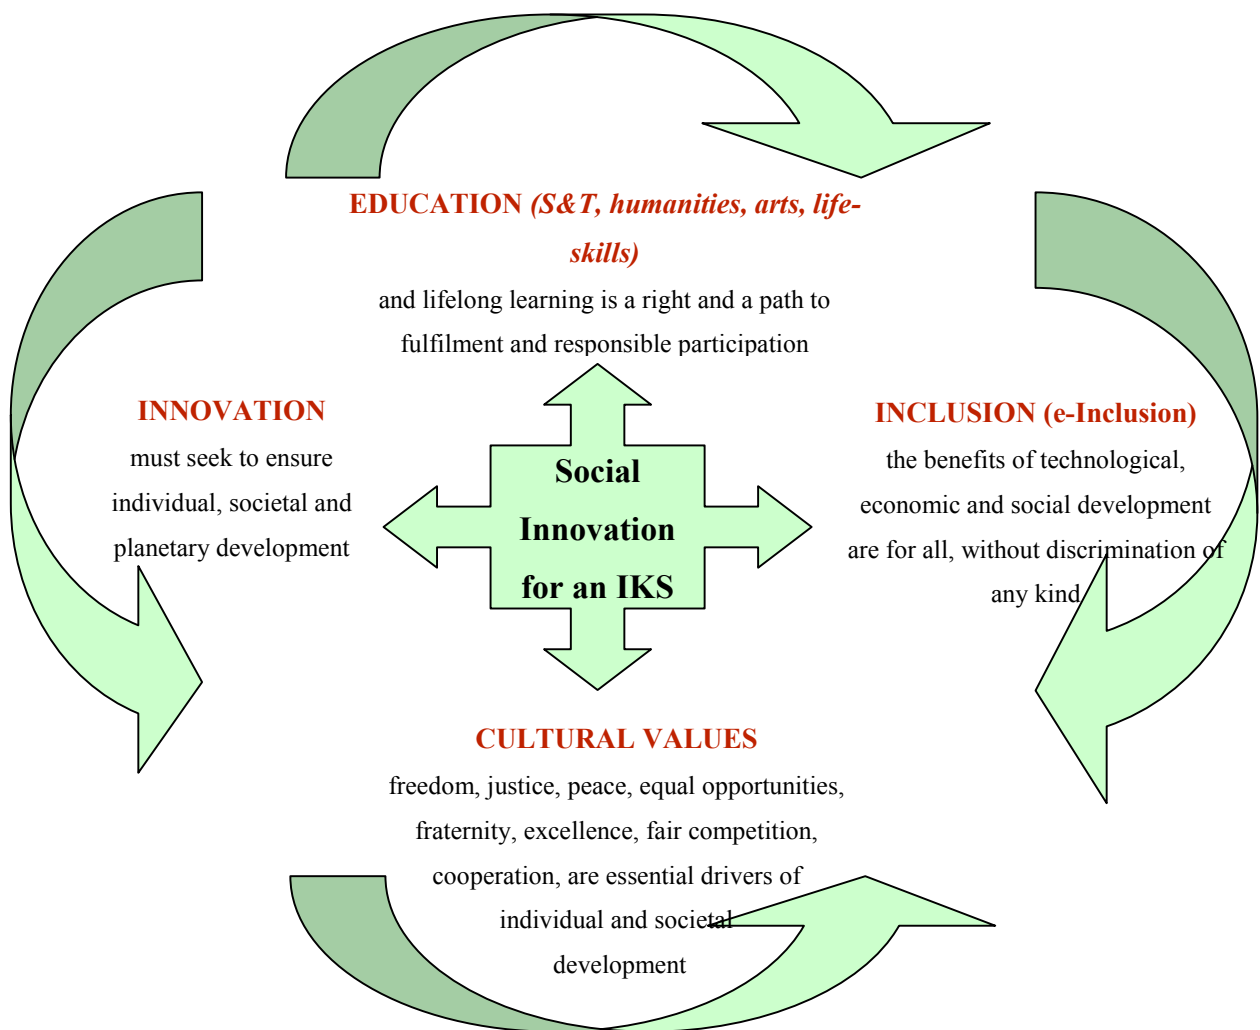 EDUCATION (S&T, humanities, arts, life-
skills)
and lifelong learning is a right and a path to
fulfilment and responsible participation
INNOVATION
must seek to ensure
individual, societal and
planetary development
Social
Innovation
for an IKS
INCLUSION (e-Inclusion)
the benefits of technological,
economic and social development
are for all, without discrimination of
any kind
CULTURAL VALUES
freedom, justice, peace, equal opportunities,
fraternity, excellence, fair competition,
cooperation, are essential drivers of
individual and societal
development